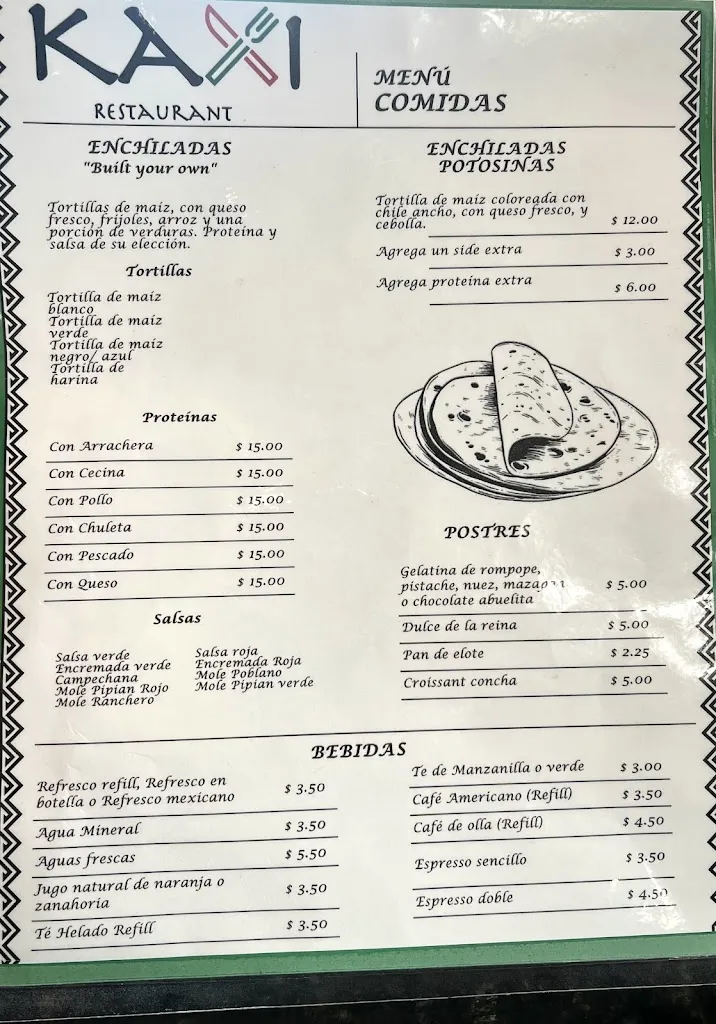 KAXI
RESTAURANT
MENÚ
COMIDAS
ENCHILADAS
"Built your own"
Tortillas de maíz, con queso
fresco, frijoles, arroz y una
porción de verduras. Proteína y
salsa de su elección.
Tortillas
Tortilla de maíz
blanco
Tortilla de maíz
verde
Tortilla de maíz
negro/ azul
Tortilla de
harina
Proteínas
Con Arrachera $ 15.00
Con Cecina $ 15.00
Con Pollo $ 15.00
Con Chuleta $ 15.00
Con Pescado $ 15.00
Con Queso $ 15.00
Salsas
Salsa verde
Encremada verde
Campechana
Mole Pipian Rojo
Mole Ranchero
Salsa roja
Encremada Roja
Mole Poblano
Mole Pipian verde
ENCHILADAS
POTOSINAS
Tortilla de maíz coloreada con
chile ancho, con queso fresco, y
cebolla. $ 12.00
Agrega un side extra $ 3.00
Agrega proteína extra $ 6.00
POSTRES
Gelatina de rompope,
pistache, nuez, $ 5.00
o chocolate abuelita
Dulce de la reina $ 5.00
Pan de elote $ 2.25
Croissant concha $ 5.00
BEBIDAS
Refresco refill, Refresco en
botella o Refresco mexicano $ 3.50
Agua Mineral $ 3.50
Aguas frescas $ 5.50
Jugo natural de naranja o
zanahoria $ 3.50
Té Helado Refill $ 3.50
Te de Manzanilla o verde $ 3.00
Café Americano (Refill) $ 3.50
Café de olla (Refill) $ 4.50
Espresso sencillo $ 3.50
Espresso doble $ 4.50